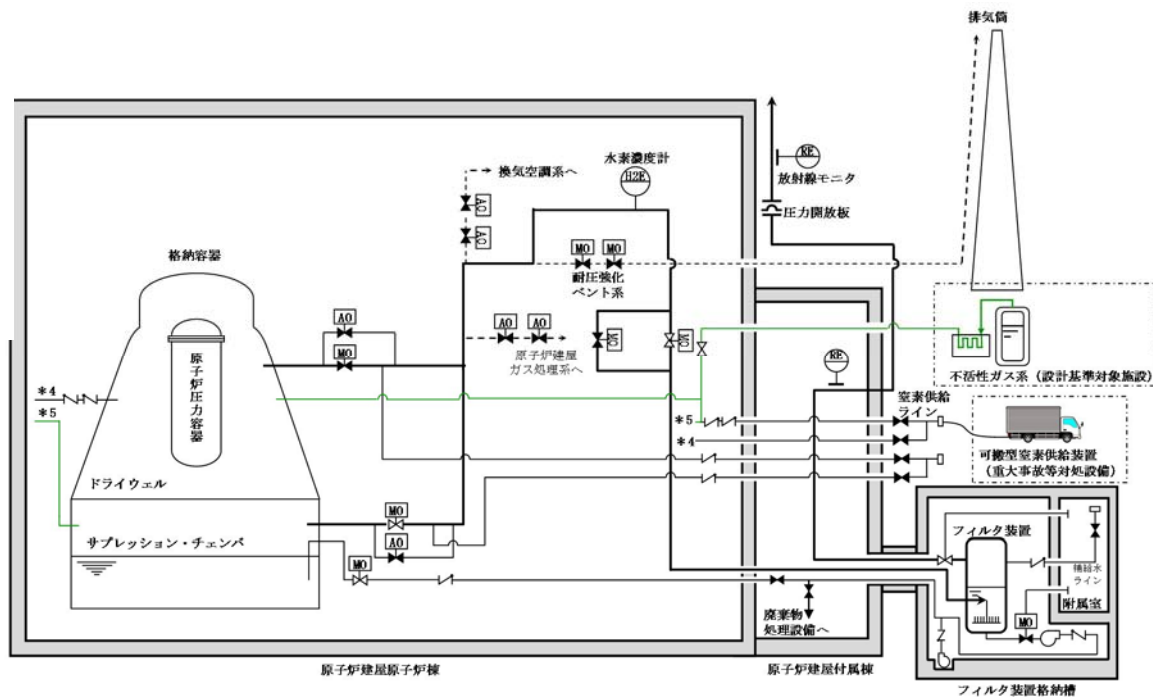 排気筒
水素濃度計
H2E
換気空調系へ
AO
AO
RE
放射線モニタ
圧力開放板
格納容器
MO
MO
耐圧強化
ベント系
AO
MO
AO
AO
原子炉建屋
ガス処理系へ
MO
MO
原子炉圧力容器
RE
不活性ガス系（設計基準対象施設）
*4
*5
窒素供給
ライン
*5
*4
可搬型窒素供給装置
（重大事故等対処設備）
ドライウェル
サプレッション・チェンバ
MO
AO
MO
フィルタ装置
補給水
ライン
附属室
MO
廃棄物
処理設備へ
原子炉建屋原子炉棟
原子炉建屋付属棟
フィルタ装置格納槽